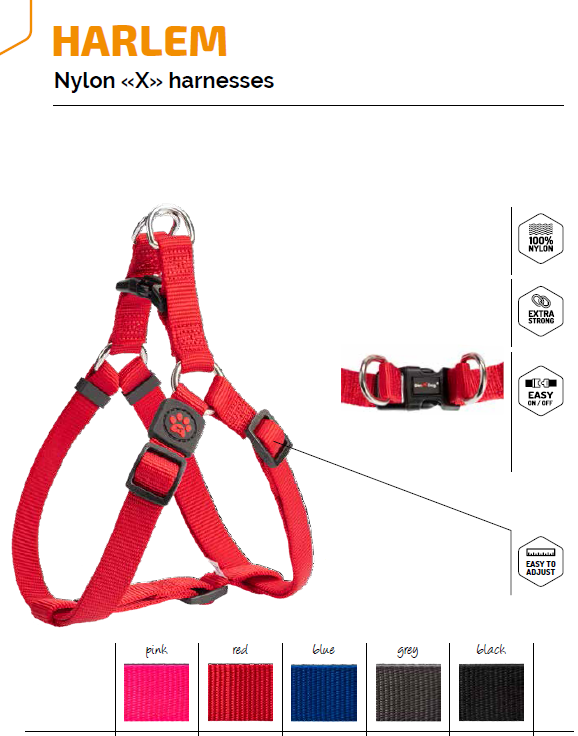 HARLEM
Nylon «X» harnesses
100%
NYLON
EXTRA
STRONG
EASY
ON / OFF
EASY TO
ADJUST
pink
red
blue
grey
black